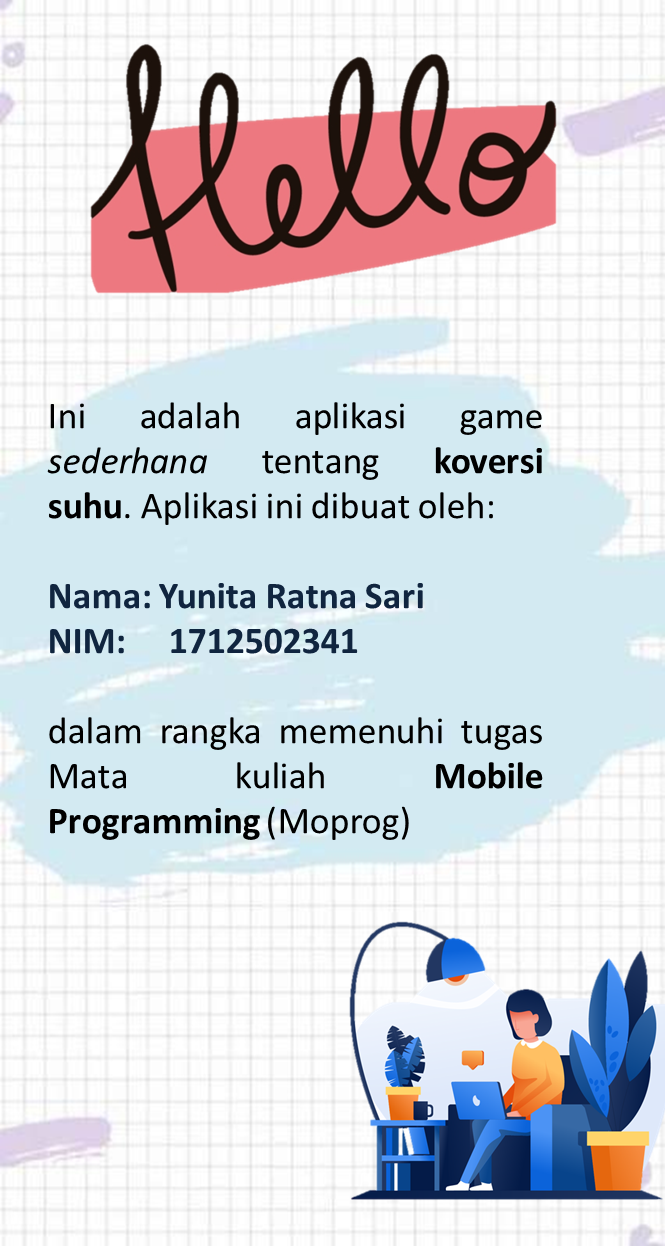 Hello
Ini adalah aplikasi game
sederhana tentang koversi
suhu. Aplikasi ini dibuat oleh:
Nama: Yunita Ratna Sari
NIM: 1712502341
dalam rangka memenuhi tugas
Mata kuliah Mobile
Programming (Moprog)